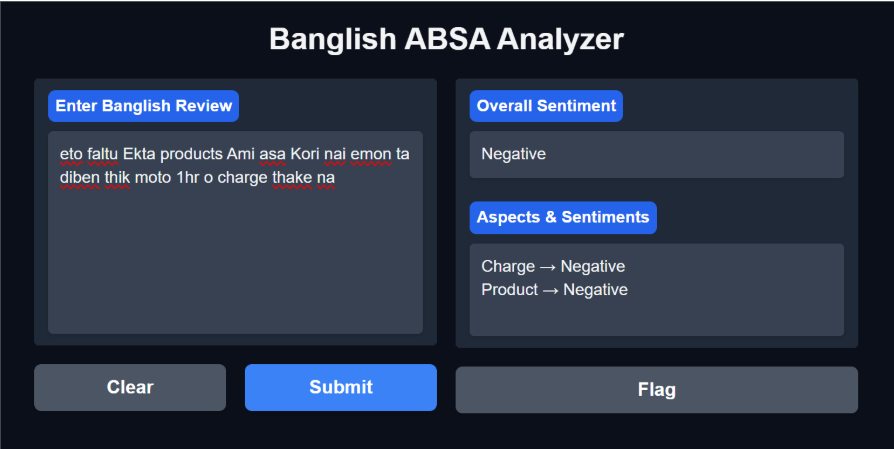 Banglish ABSA Analyzer
Enter Banglish Review
eto faltu Ekta products Ami asa Kori nai emon ta
diben thik moto 1hr o charge thake na
Clear
Submit
Overall Sentiment
Negative
Aspects & Sentiments
Charge → Negative
Product → Negative
Flag